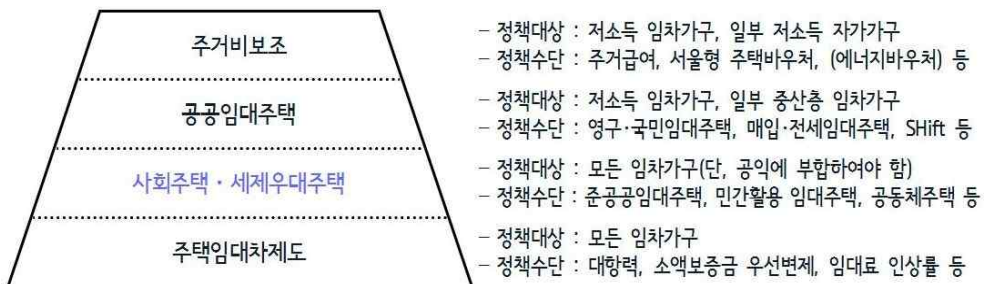 주거비보조
- 정책대상 : 저소득 임차가구, 일부 저소득 자가가구
- 정책수단 : 주거급여, 서울형 주택바우처, (에너지바우처) 등
공공임대주택
- 정책대상 : 저소득 임차가구, 일부 중산층 임차가구
- 정책수단 : 영구·국민임대주택, 매입·전세임대주택, SHift 등
사회주택·세제우대주택
- 정책대상 : 모든 임차가구(단, 공익에 부합하여야 함)
- 정책수단 : 준공공임대주택, 민간활용 임대주택, 공동체주택 등
주택임대차제도
- 정책대상 : 모든 임차가구
- 정책수단 : 대항력, 소액보증금 우선변제, 임대료 인상률 등